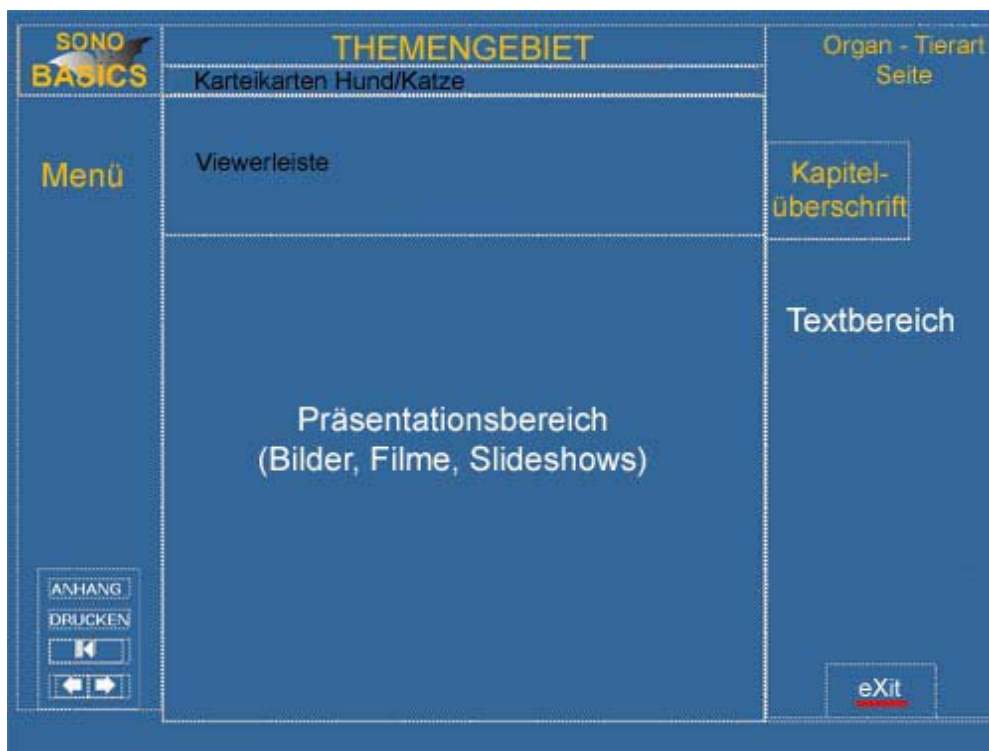 SONO
BASICS
THEMENGEBIET
Karteikarten Hund/Katze
Organ - Tierart
Seite
Menü
Viewerleiste
Kapitel-
überschrift
Textbereich
Präsentationsbereich
(Bilder, Filme, Slideshows)
ANHANG
DRUCKEN
eXit